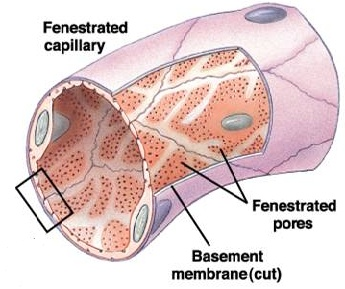 Fenestrated
capillary
Fenestrated
pores
Basement
membrane(cut)